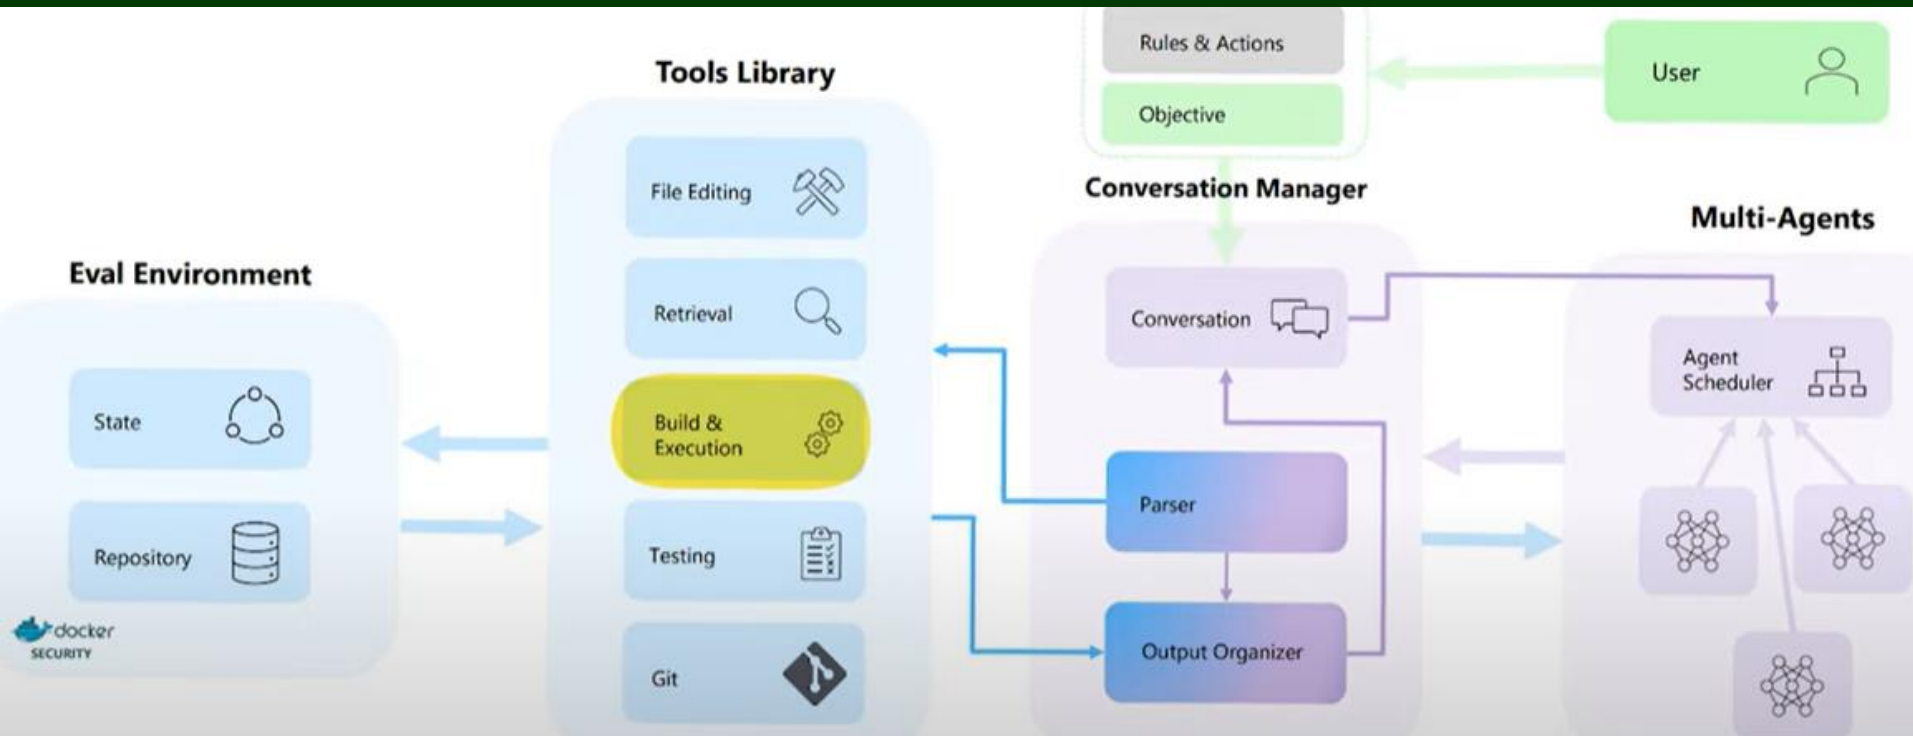 Rules & Actions
Objective
User
Tools Library
File Editing
Retrieval
Build &
Execution
Testing
Git
Conversation Manager
Conversation
Parser
Output Organizer
Multi-Agents
Agent
Scheduler
Eval Environment
State
Repository
docker
SECURITY